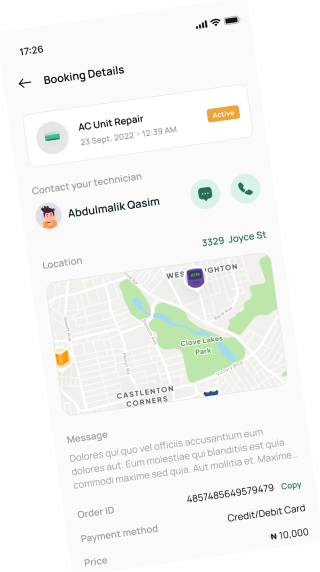 17:26
Booking Details
AC Unit Repair
Active
23 Sept. 2022 - 12:39 AM
Contact your technician
Abdulmalik Qasim
Location
3329 Joyce St
Clove Lakes
Park
Victory Blvd
CASTLETON
CORNERS
Message
Dolores qui quo vel officiis accusantium eum
dolores aut. Eum molestiae qui blanditiis est quia
commodi maxime sed quia. Aut mollitia et. Maxime...
Order ID
4857485649579479 Copy
Payment method
Credit/Debit Card
Price
₦ 10,000